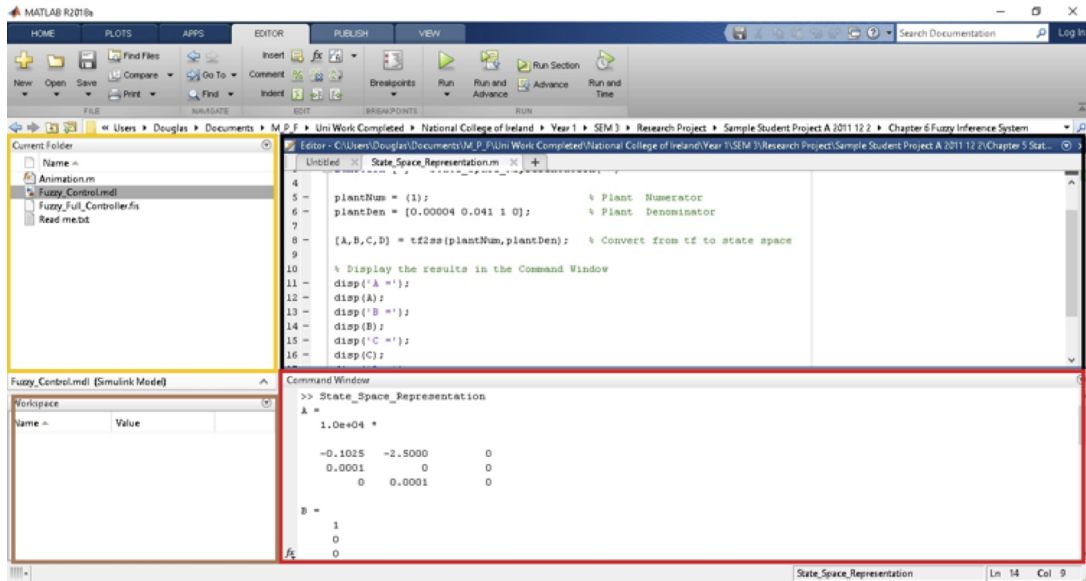 MATLAB R2018a
HOME PLOTS APPS EDITOR PUBLISH VIEW
Search Documentation Log In
New Open Save
Find Files
Compare
Print
Go To
Find
Insert fx
Comment
Indent
Breakpoints
Run
Run and Advance
Run Section
Advance
Run and Time
FILE NAVIGATE EDIT BREAKPOINTS RUN
« Users Douglas Documents M_P_F Uni Work Completed National College of Ireland Year 1 SEM 3 Research Project Sample Student Project A 2011 12 2 Chapter 6 Fuzzy Inference System
Current Folder
Name
Animation.m
Fuzzy_Control.mdl
Fuzzy_Full_Controller.fis
Read me.txt
Fuzzy_Control.mdl (Simulink Model)
Workspace
Name Value
Editor - C:\Users\Douglas\Documents\M_P_F\Uni Work Completed\National College of Ireland\Year 1\SEM 3\Research Project\Sample Student Project A 2011 12 2\Chapter 5 Stat...
Untitled State_Space_Representation.m
4
5 - plantNum = (1); % Plant Numerator
6 - plantDen = [0.00004 0.041 1 0]; % Plant Denominator
7
8 - [A,B,C,D] = tf2ss(plantNum,plantDen); % Convert from tf to state space
9
10 % Display the results in the Command Window
11 - disp('A =');
12 - disp(A);
13 - disp('B =');
14 - disp(B);
15 - disp('C =');
16 - disp(C);
Command Window
>> State_Space_Representation
A =
1.0e+04 *
-0.1025 -2.5000 0
0.0001 0 0
0 0.0001 0
B =
1
0
fx 0
State_Space_Representation Ln 14 Col 9